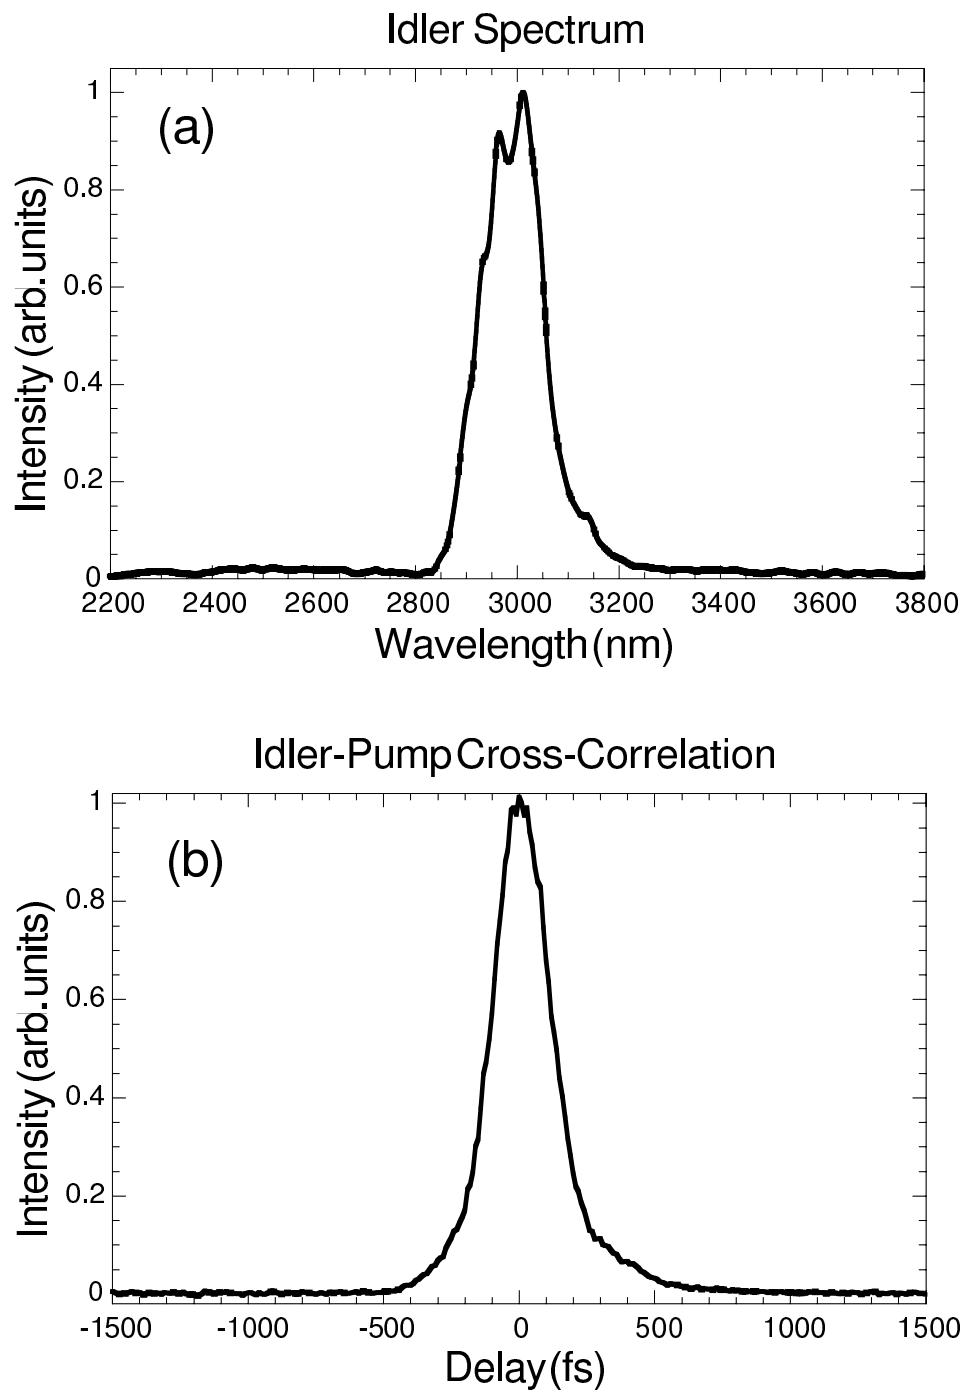 Idler Spectrum
(a)
1
0.8
0.6
0.4
0.2
0
Intensity (arb.units)
2200 2400 2600 2800 3000 3200 3400 3600 3800
Wavelength (nm)
Idler-Pump Cross-Correlation
(b)
1
0.8
0.6
0.4
0.2
0
Intensity (arb.units)
-1500 -1000 -500 0 500 1000 1500
Delay (fs)